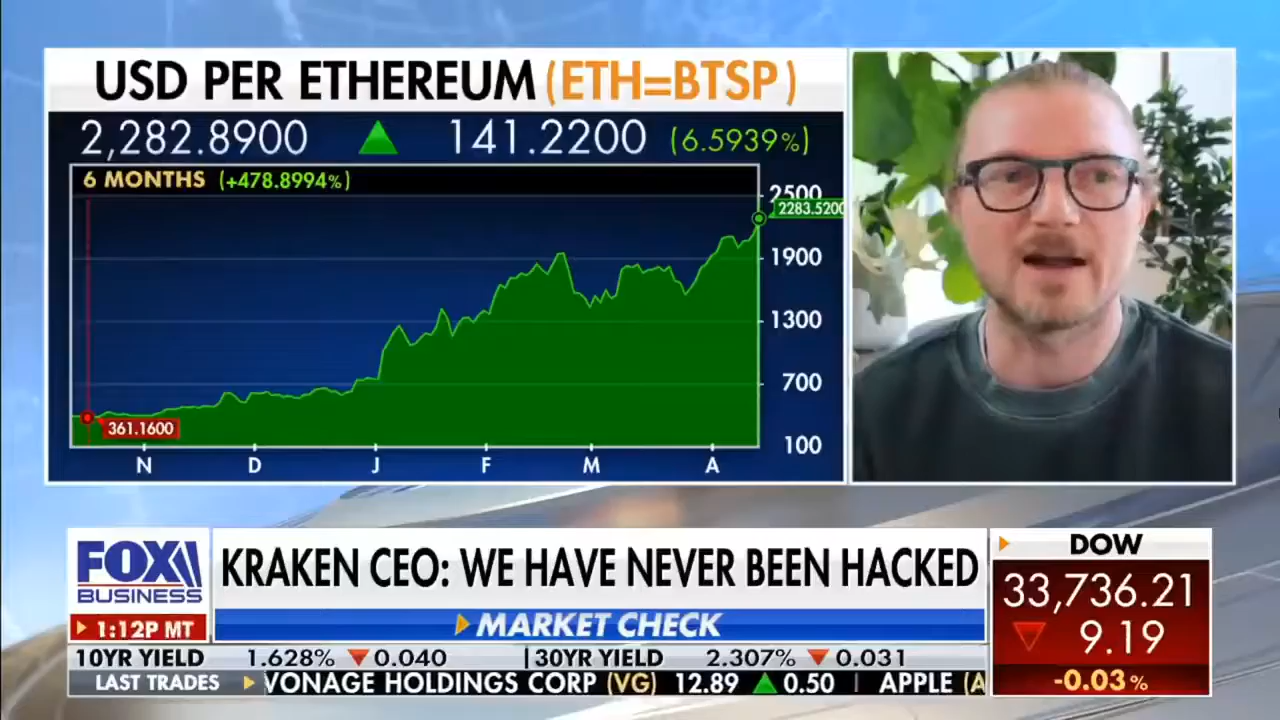 USD PER ETHEREUM (ETH=BTSP)
2,282.8900 141.2200 (6.5939%)
6 MONTHS (+478.8994%)
2500
2283.5200
1900
1300
700
361.1600
100
N D J F M A
FOX
BUSINESS
1:12P MT
KRAKEN CEO: WE HAVE NEVER BEEN HACKED
MARKET CHECK
DOW
33,736.21
9.19
-0.03%
10YR YIELD 1.628% 0.040 | 30YR YIELD 2.307% 0.031
LAST TRADES VONAGE HOLDINGS CORP (VG) 12.89 0.50 | APPLE (A